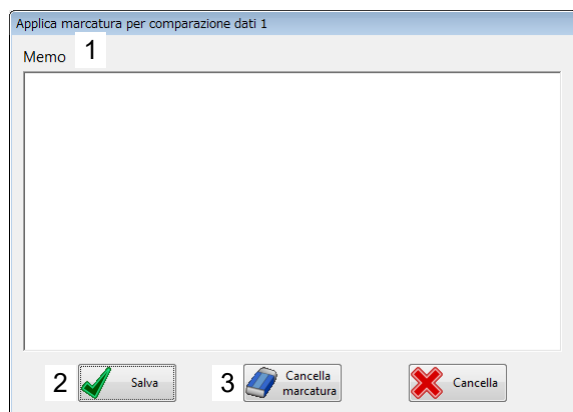 Applica marcatura per comparazione dati 1
Memo 1
2 Salva 3 Cancella marcatura Cancella